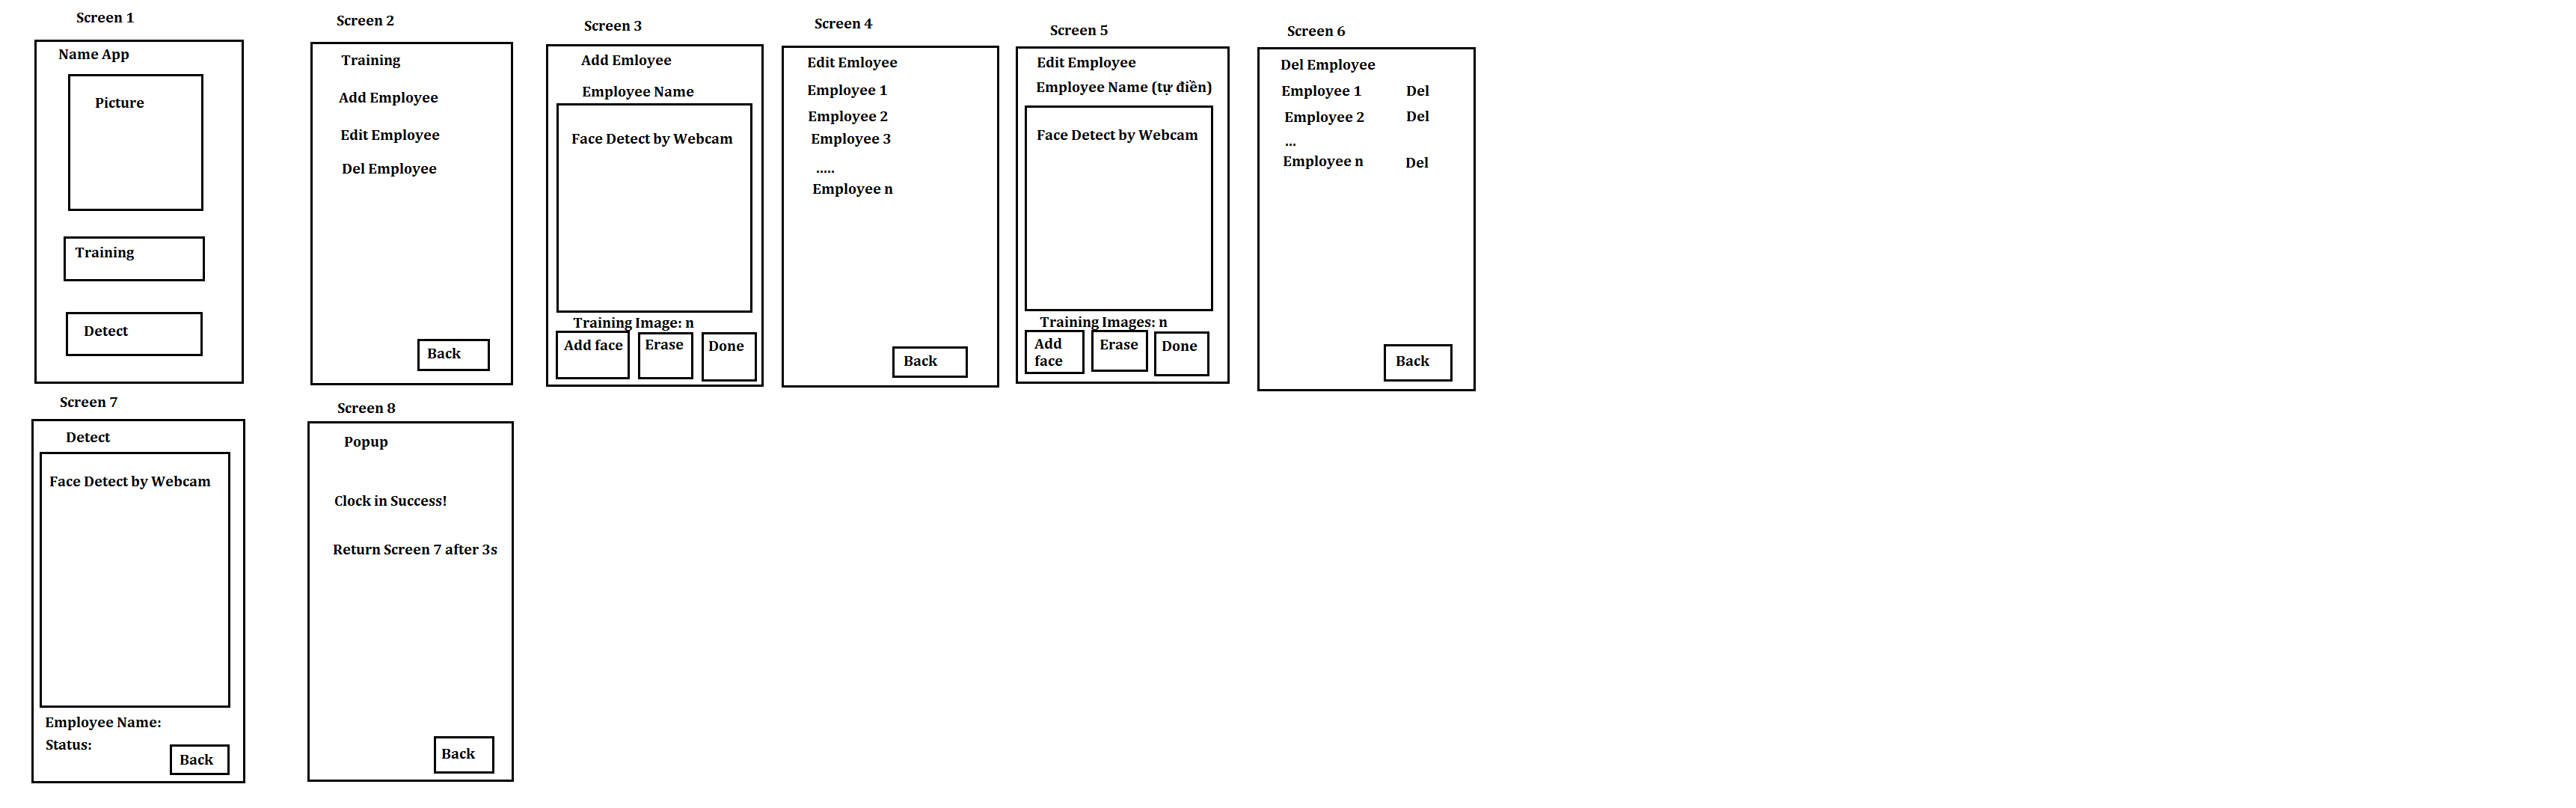 Screen 1
Name App
Picture
Training
Detect
Screen 2
Training
Add Employee
Edit Employee
Del Employee
Back
Screen 3
Add Emloyee
Employee Name
Face Detect by Webcam
Training Image: n
Add face
Erase
Done
Screen 4
Edit Emloyee
Employee 1
Employee 2
Employee 3
.....
Employee n
Back
Screen 5
Edit Employee
Employee Name (tự điền)
Face Detect by Webcam
Training Images: n
Add
face
Erase
Done
Screen 6
Del Employee
Employee 1 Del
Employee 2 Del
...
Employee n Del
Back
Screen 7
Detect
Face Detect by Webcam
Employee Name:
Status:
Back
Screen 8
Popup
Clock in Success!
Return Screen 7 after 3s
Back